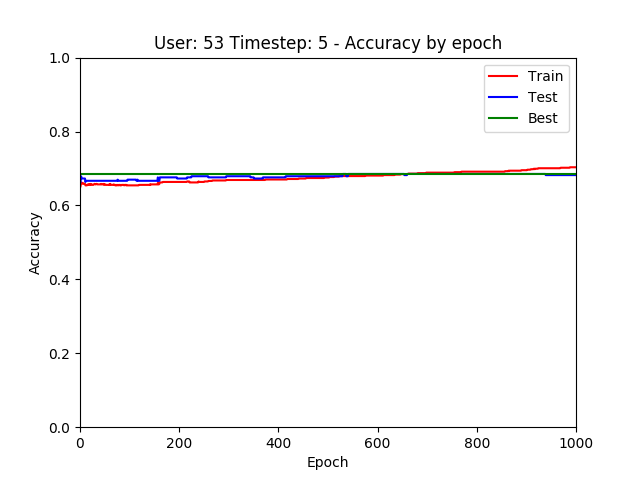 User: 53 Timestep: 5 - Accuracy by epoch
1.0
0.8
0.6
0.4
0.2
0.0
Accuracy
Train
Test
Best
0 200 400 600 800 1000
Epoch